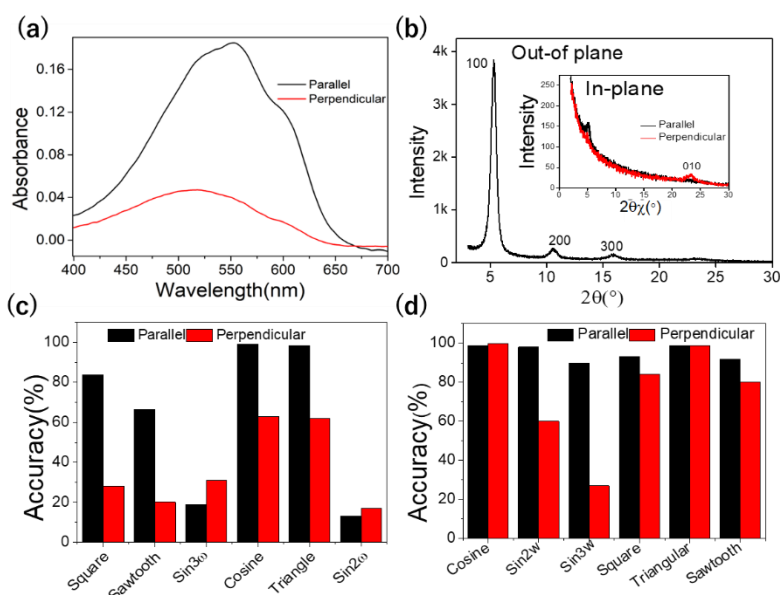 (a)
0.16
0.12
0.08
0.04
0.00
Absorbance
Parallel
Perpendicular
400 450 500 550 600 650 700
Wavelength(nm)
(b)
4k
3k
2k
1k
0
Intensity
Out-of plane
100
200
300
In-plane
250
200
150
100
50
0
Intensity
Parallel
Perpendicular
010
0 5 10 15 20 25 30
2θχ(°)
5 10 15 20 25 30
2θ(°)
(c)
100
80
60
40
20
0
Accuracy(%)
Parallel
Perpendicular
Square
Sawtooth
Sin3ω
Cosine
Triangle
Sin2ω
(d)
100
80
60
40
20
0
Accuracy(%)
Parallel
Perpendicular
Cosine
Sin2w
Sin3w
Square
Triangular
Sawtooth